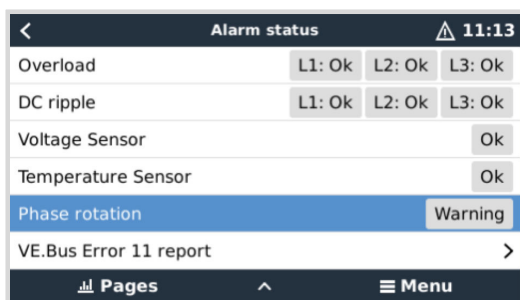 Alarm status 11:13
Overload L1: Ok L2: Ok L3: Ok
DC ripple L1: Ok L2: Ok L3: Ok
Voltage Sensor Ok
Temperature Sensor Ok
Phase rotation Warning
VE.Bus Error 11 report
Pages Menu